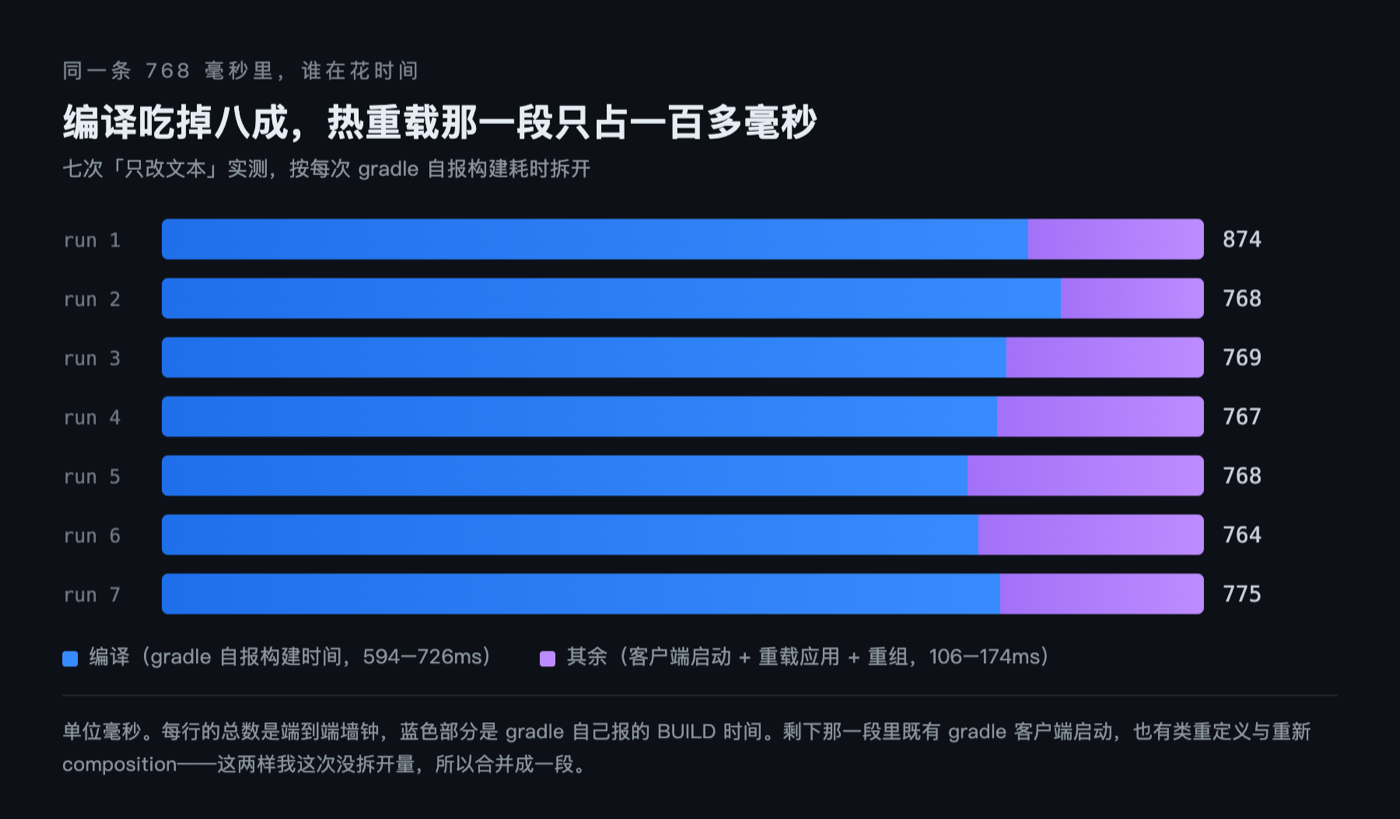 同一条 768 毫秒里，谁在花时间
编译吃掉八成，热重载那一段只占一百多毫秒
七次「只改文本」实测，按每次 gradle 自报构建耗时拆开
run 1 874
run 2 768
run 3 769
run 4 767
run 5 768
run 6 764
run 7 775
编译（gradle 自报构建时间，594—726ms） 其余（客户端启动 + 重载应用 + 重组，106—174ms）
单位毫秒。每行的总数是端到端墙钟，蓝色部分是 gradle 自己报的 BUILD 时间。剩下那一段里既有 gradle 客户端启动，也有类重定义与重新
composition——这两样我这次没拆开量，所以合并成一段。